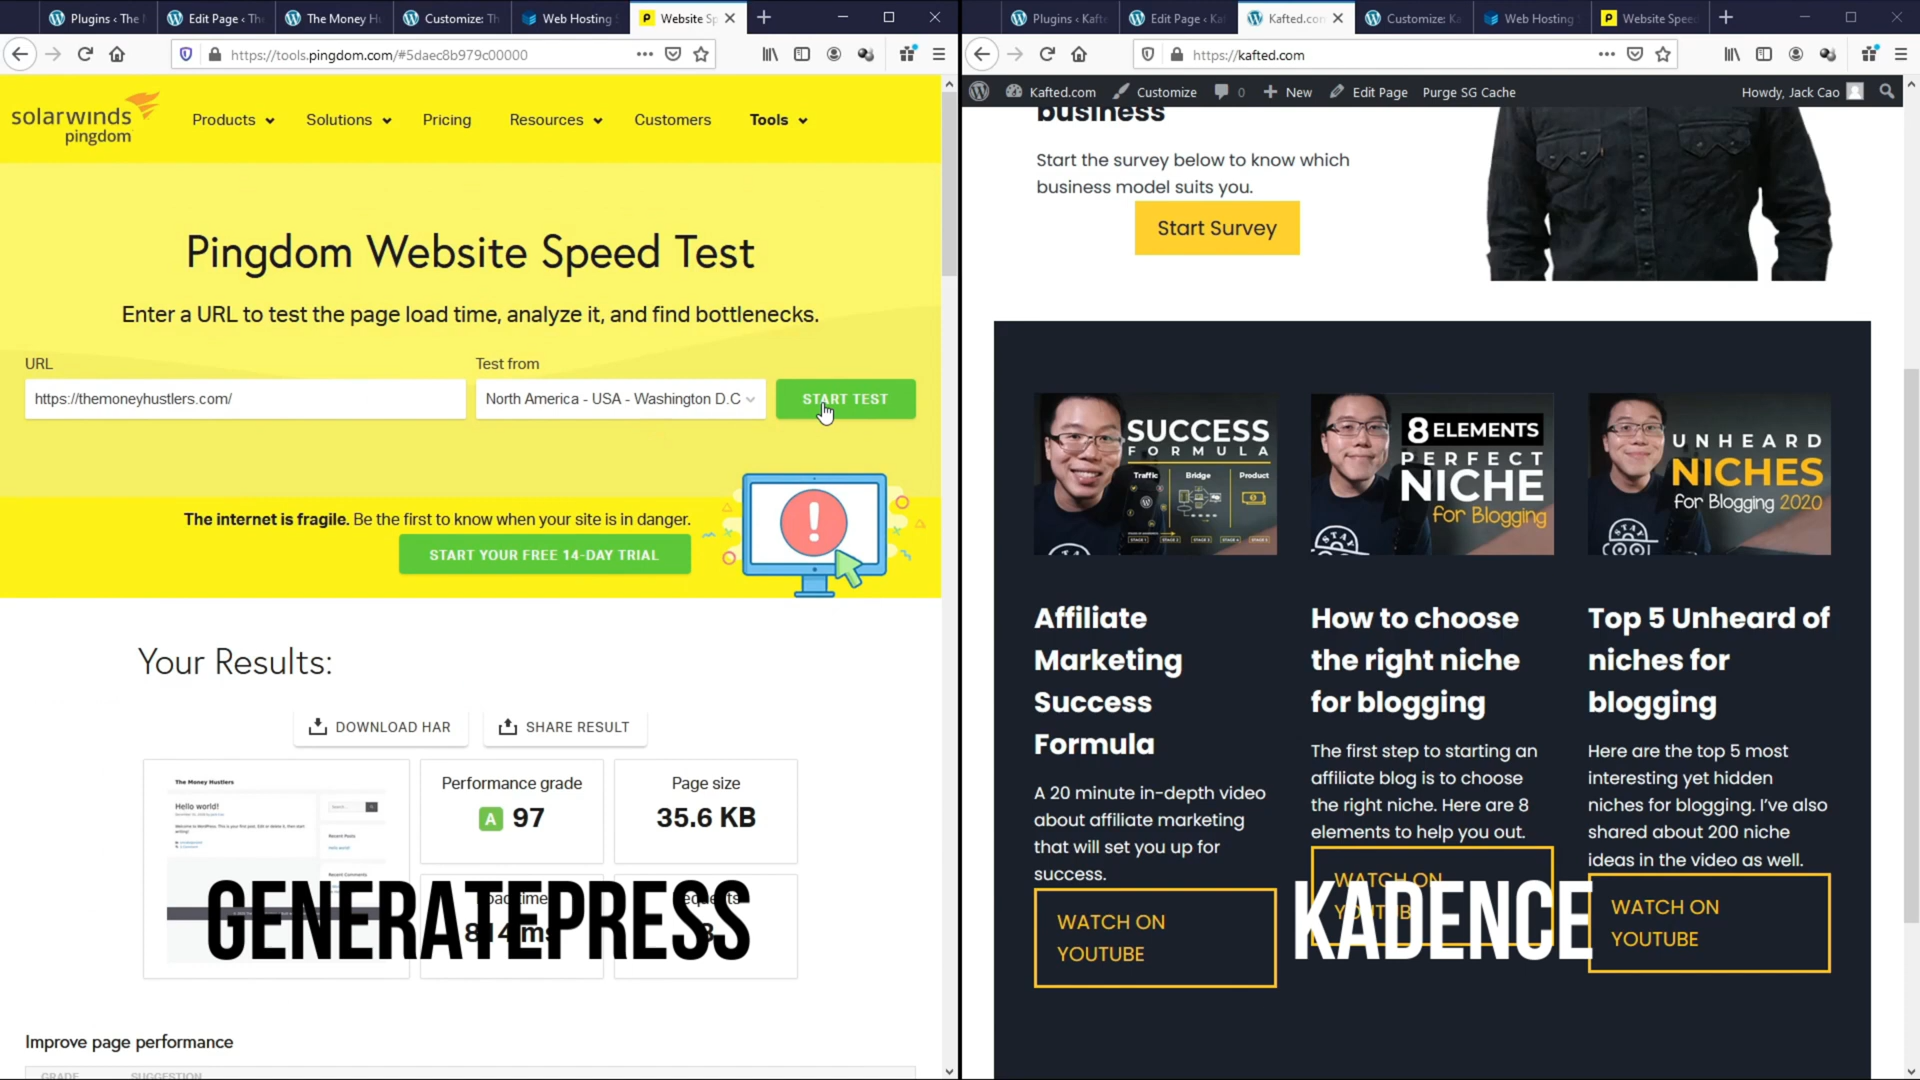 Plugins ‹ The M
Edit Page ‹ Th
The Money Hu
Customize: Th
Web Hosting
Website Sp
https://tools.pingdom.com/#5daec8b979c00000
solarwinds
pingdom
Products
Solutions
Pricing
Resources
Customers
Tools
Pingdom Website Speed Test
Enter a URL to test the page load time, analyze it, and find bottlenecks.
URL
Test from
https://themoneyhustlers.com/
North America - USA - Washington D.C
START TEST
The internet is fragile. Be the first to know when your site is in danger.
START YOUR FREE 14-DAY TRIAL
Your Results:
DOWNLOAD HAR
SHARE RESULT
The Money Hustlers
Hello world!
Search
Recent Posts
Hello world!
Recent Comments
Performance grade
A 97
Page size
35.6 KB
Load time
814 ms
GENERATEPRESS
Improve page performance
GRADE
SUGGESTION
Plugins ‹ Kafte
Edit Page ‹ Ka
Kafted.com
Customize: Ka
Web Hosting
Website Spee
https://kafted.com
Kafted.com
Customize
0
New
Edit Page
Purge SG Cache
Howdy, Jack Cao
business
Start the survey below to know which
business model suits you.
Start Survey
SUCCESS
FORMULA
Traffic
Bridge
Product
8 ELEMENTS
PERFECT
NICHE
for Blogging
UNHEARD
NICHES
for Blogging 2020
Affiliate
Marketing
Success
Formula
A 20 minute in-depth video
about affiliate marketing
that will set you up for
success.
WATCH ON
YOUTUBE
How to choose
the right niche
for blogging
The first step to starting an
affiliate blog is to choose
the right niche. Here are 8
elements to help you out.
WATCH ON
YOUTUBE
Top 5 Unheard of
niches for
blogging
Here are the top 5 most
interesting yet hidden
niches for blogging. I've also
shared about 200 niche
ideas in the video as well.
WATCH ON
YOUTUBE
KADENCE